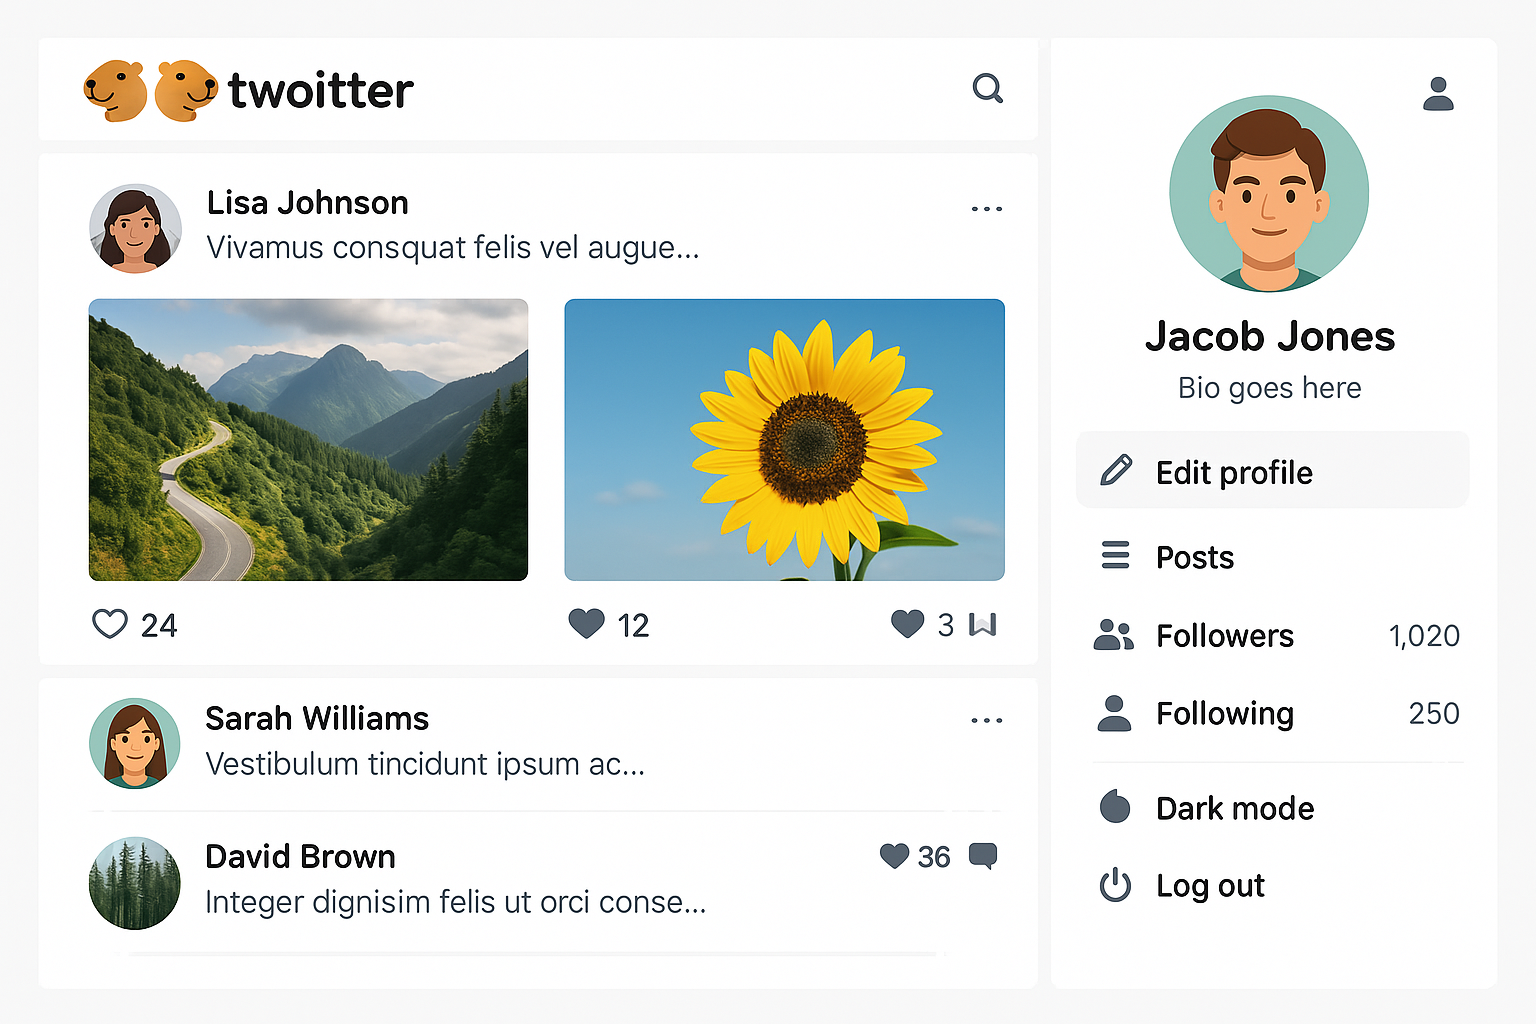 twoitter
Lisa Johnson
Vivamus consquat felis vel augue...
24
12
3
Sarah Williams
Vestibulum tincidunt ipsum ac...
David Brown
36
Integer dignisim felis ut orci conse...
Jacob Jones
Bio goes here
Edit profile
Posts
Followers 1,020
Following 250
Dark mode
Log out